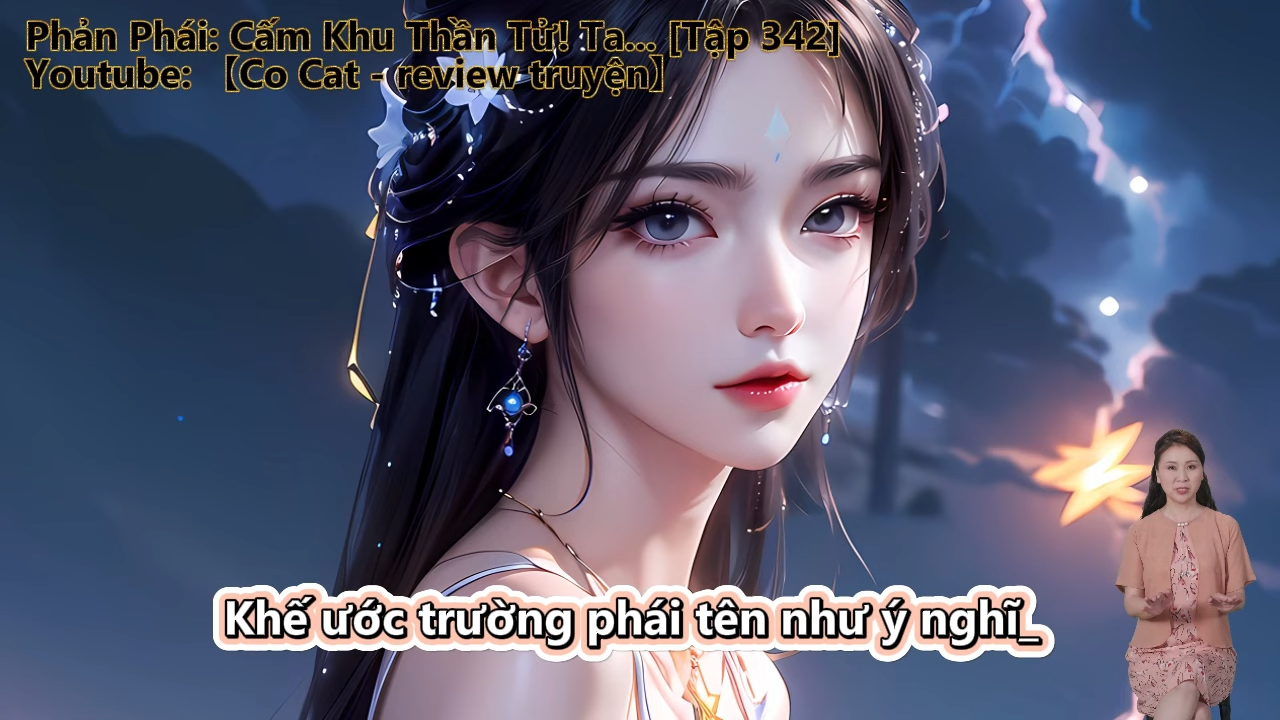 Phản Phái: Cấm Khu Thần Tử! Ta... [Tập 342]
Youtube: 【Co Cat - review truyện】
Khế ước trường phái tên như ý nghĩ_